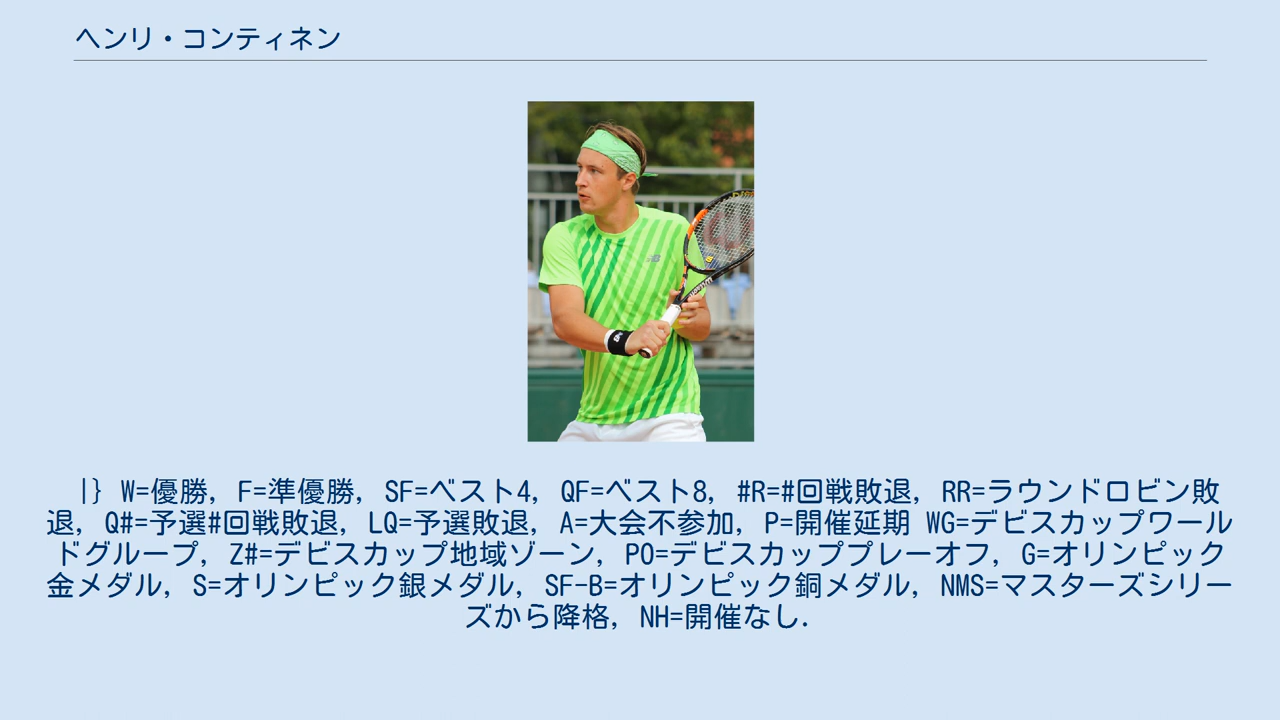 ヘンリ・コンティネン
|} W=優勝, F=準優勝, SF=ベスト4, QF=ベスト8, #R=#回戦敗退, RR=ラウンドロビン敗
退, Q#=予選#回戦敗退, LQ=予選敗退, A=大会不参加, P=開催延期 WG=デビスカップワール
ドグループ, Z#=デビスカップ地域ゾーン, PO=デビスカッププレーオフ, G=オリンピック
金メダル, S=オリンピック銀メダル, SF-B=オリンピック銅メダル, NMS=マスターズシリー
ズから降格, NH=開催なし.